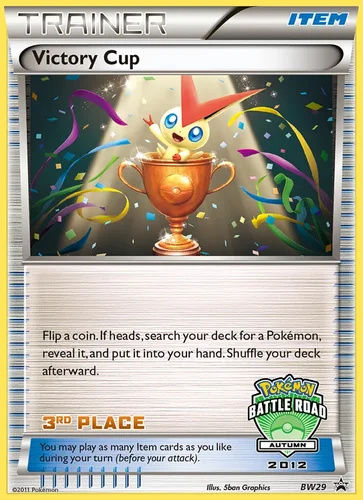 TRAINER
ITEM
Victory Cup
Flip a coin. If heads, search your deck for a Pokémon,
reveal it, and put it into your hand. Shuffle your deck
afterward.
3RD PLACE
Pokémon
BATTLE ROAD
AUTUMN
2012
You may play as many Item cards as you like
during your turn (before your attack).
©2011 Pokémon
Illus. 5ban Graphics
BW29